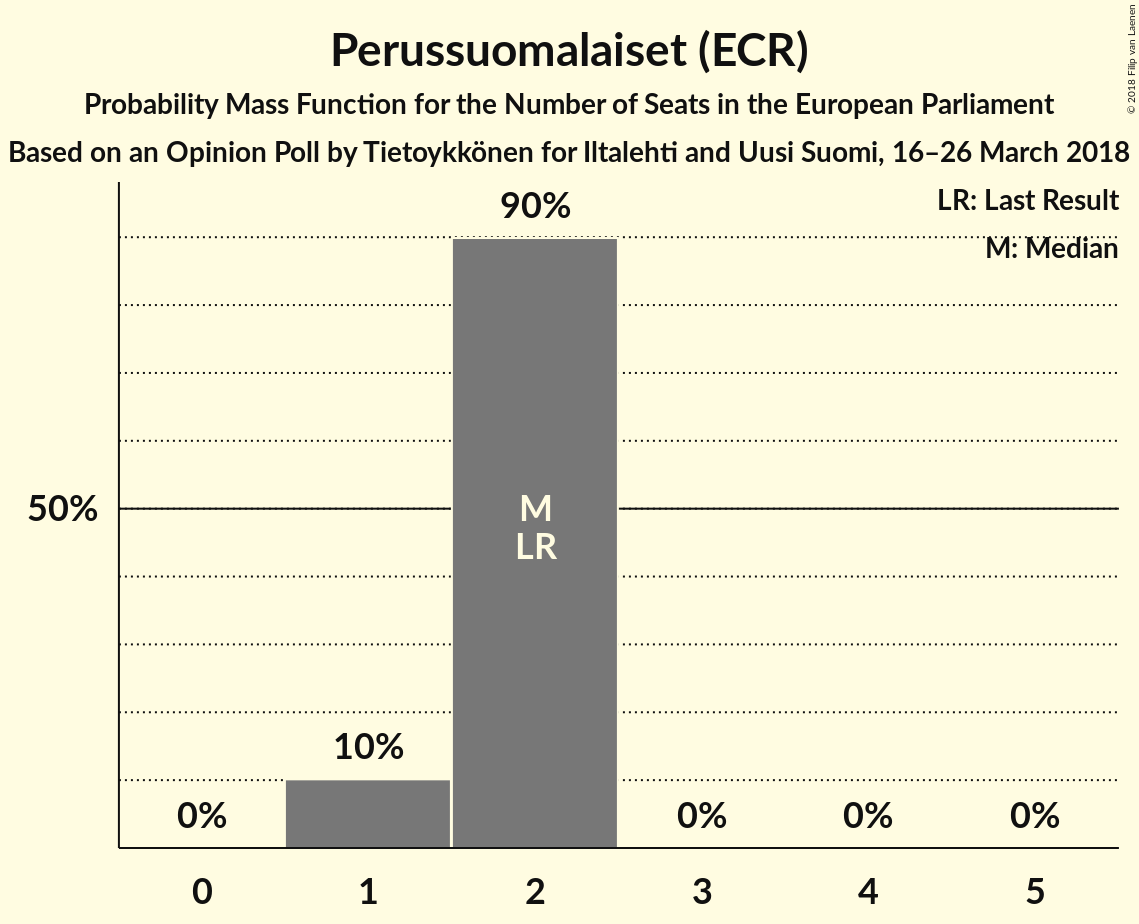 Perussuomalaiset (ECR)
Probability Mass Function for the Number of Seats in the European Parliament
Based on an Opinion Poll by Tietoykkönen for Iltalehti and Uusi Suomi, 16–26 March 2018
© 2018 Filip van Laenen
LR: Last Result
M: Median
90%
50%
M
LR
10%
0%
0%
0%
0%
0 1 2 3 4 5